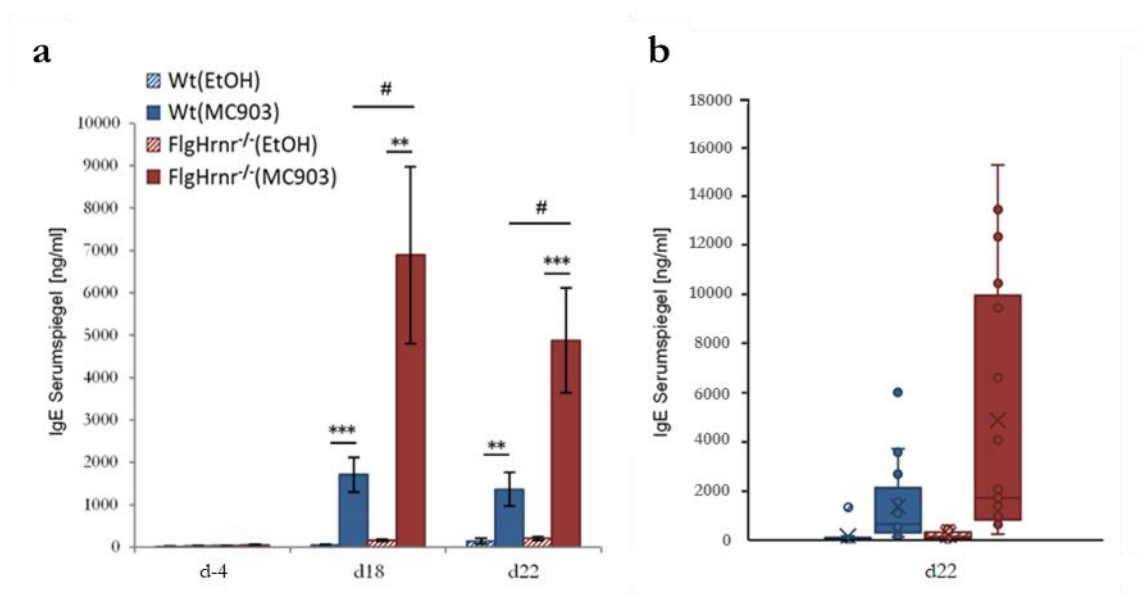 a
Wt(EtOH)
Wt(MC903)
FlgHrnr-/-(EtOH)
FlgHrnr-/-(MC903)
#
**
#
***
***
**
IgE Serumspiegel [ng/ml]
10000
9000
8000
7000
6000
5000
4000
3000
2000
1000
0
d-4
d18
d22
b
IgE Serumspiegel [ng/ml]
18000
16000
14000
12000
10000
8000
6000
4000
2000
0
d22